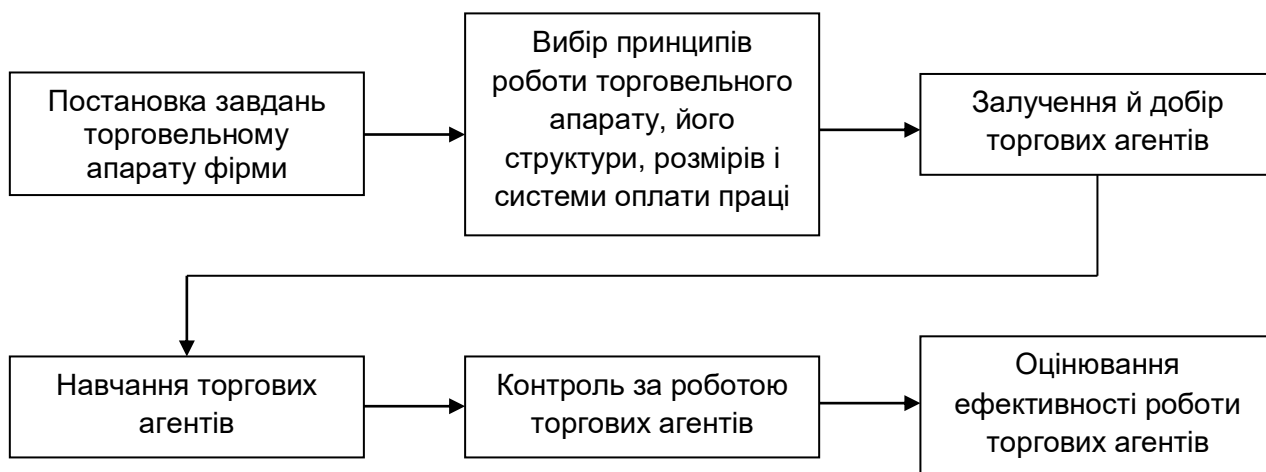 Постановка завдань
торговельному
апарату фірми
Вибір принципів
роботи торговельного
апарату, його
структури, розмірів і
системи оплати праці
Залучення й добір
торгових агентів
Навчання торгових
агентів
Контроль за роботою
торгових агентів
Оцінювання
ефективності роботи
торгових агентів